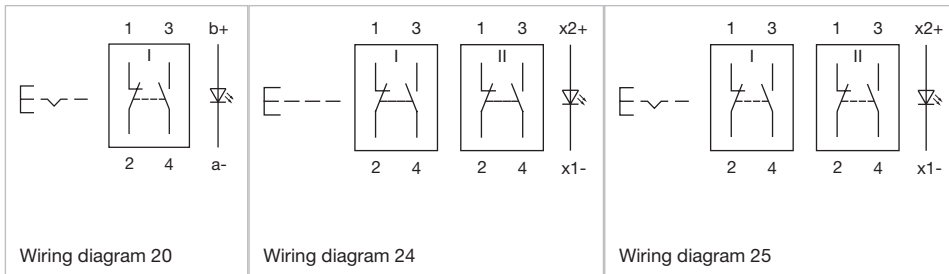 1 3 b+
I
2 4 a-
Wiring diagram 20
1 3 1 3 x2+
I II
2 4 2 4 x1-
Wiring diagram 24
1 3 1 3 x2+
I II
2 4 2 4 x1-
Wiring diagram 25